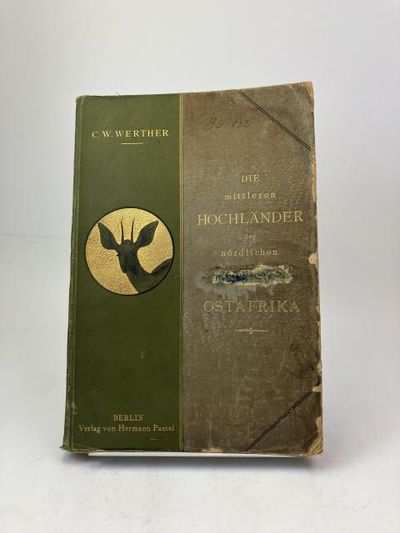 C. W. WERTHER
DIE
mittleren
HOCHLÄNDER
des
nördlichen
OSTAFRIKA
BERLIN
Verlag von Hermann Paetel